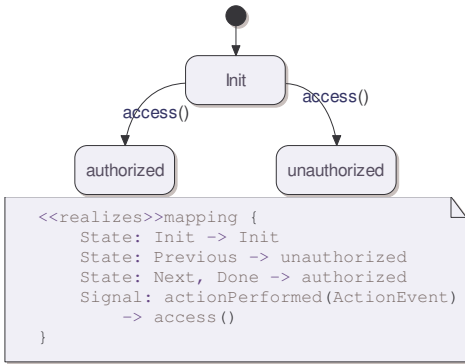 Init
access()
access()
authorized
unauthorized
<<realizes>>mapping {
State: Init -> Init
State: Previous -> unauthorized
State: Next, Done -> authorized
Signal: actionPerformed(ActionEvent)
-> access()
}